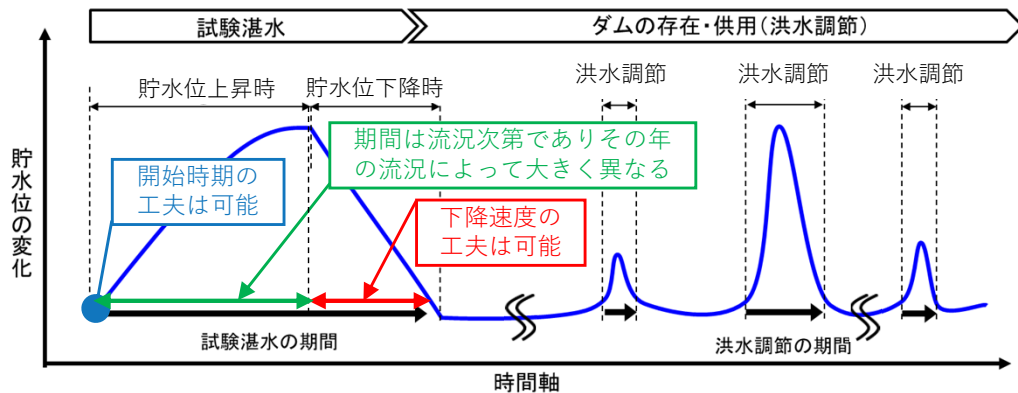 試験湛水
ダムの存在・供用(洪水調節)
貯水位上昇時
貯水位下降時
洪水調節
洪水調節
洪水調節
期間は流況次第でありその年
の流況によって大きく異なる
開始時期の
工夫は可能
下降速度の
工夫は可能
貯水位の変化
試験湛水の期間
洪水調節の期間
時間軸